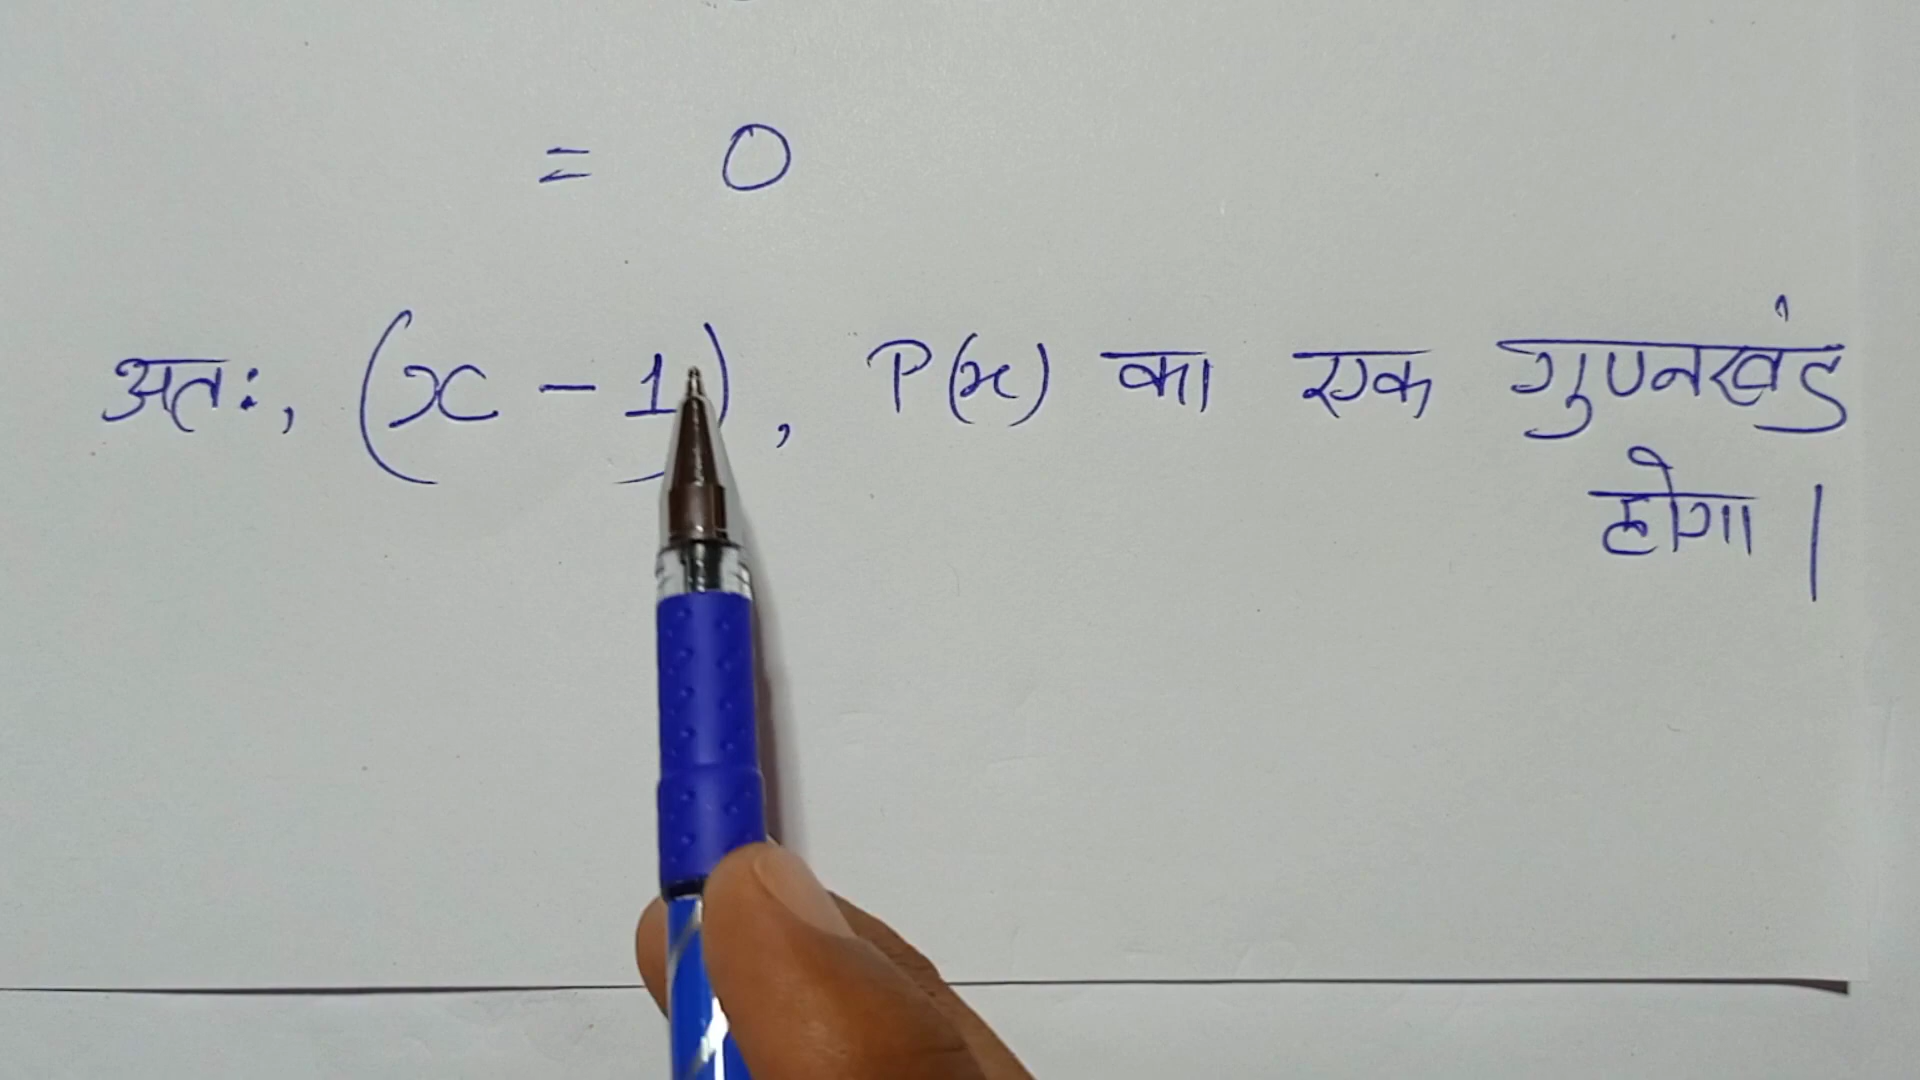 = 0
अतः, (x - 1), P(x) का एक गुणनखंड
होगा |